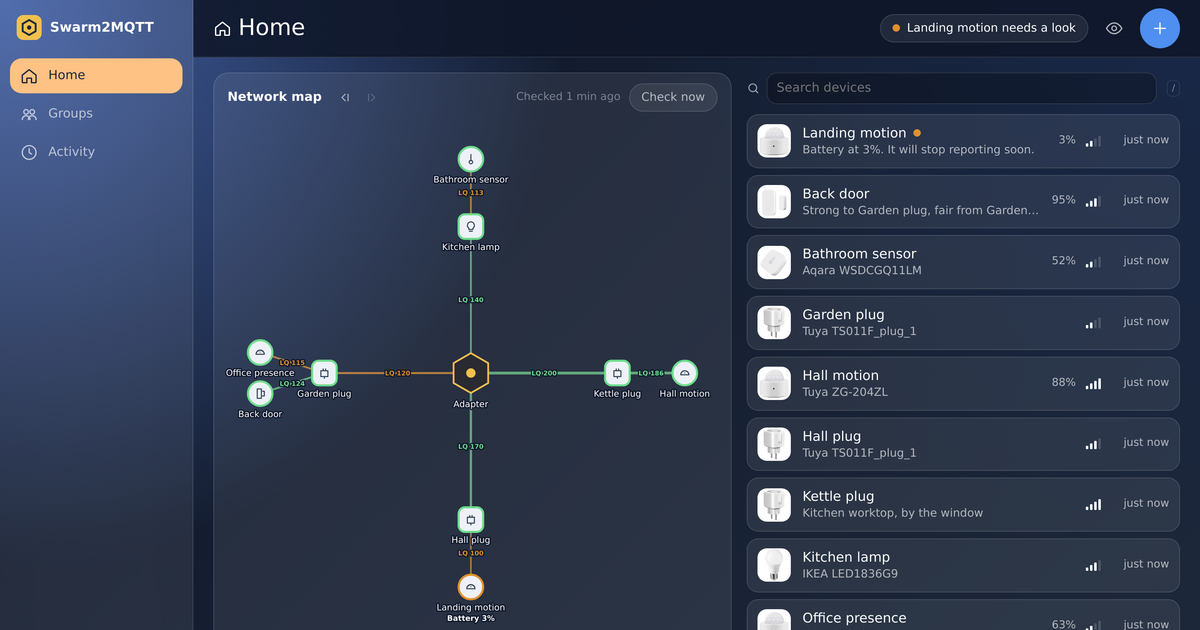 Swarm2MQTT
Home
Groups
Activity
Home
Landing motion needs a look
+
Network map
Checked 1 min ago
Check now
Bathroom sensor
LQ 113
Kitchen lamp
LQ 140
Office presence
LQ 115
LQ 124
Garden plug
Back door
LQ 120
Adapter
LQ 200
Kettle plug
LQ 186
Hall motion
LQ 170
Hall plug
LQ 100
Landing motion
Battery 3%
Search devices
/
Landing motion
Battery at 3%. It will stop reporting soon.
3%
just now
Back door
Strong to Garden plug, fair from Garden…
95%
just now
Bathroom sensor
Aqara WSDCGQ11LM
52%
just now
Garden plug
Tuya TS011F_plug_1
just now
Hall motion
Tuya ZG-204ZL
88%
just now
Hall plug
Tuya TS011F_plug_1
just now
Kettle plug
Kitchen worktop, by the window
just now
Kitchen lamp
IKEA LED1836G9
just now
Office presence
63%
just now